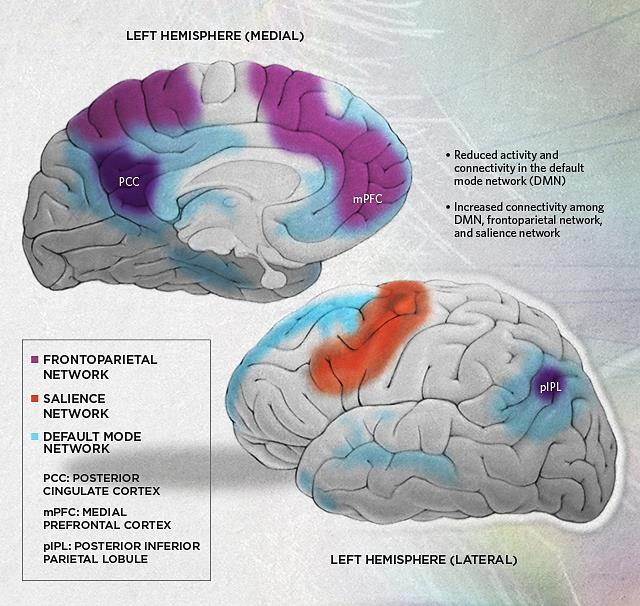 LEFT HEMISPHERE (MEDIAL)
PCC
mPFC
• Reduced activity and
connectivity in the default
mode network (DMN)
• Increased connectivity among
DMN, frontoparietal network,
and salience network
pIPL
FRONTOPARIETAL
NETWORK
SALIENCE
NETWORK
DEFAULT MODE
NETWORK
PCC: POSTERIOR
CINGULATE CORTEX
mPFC: MEDIAL
PREFRONTAL CORTEX
pIPL: POSTERIOR INFERIOR
PARIETAL LOBULE
LEFT HEMISPHERE (LATERAL)